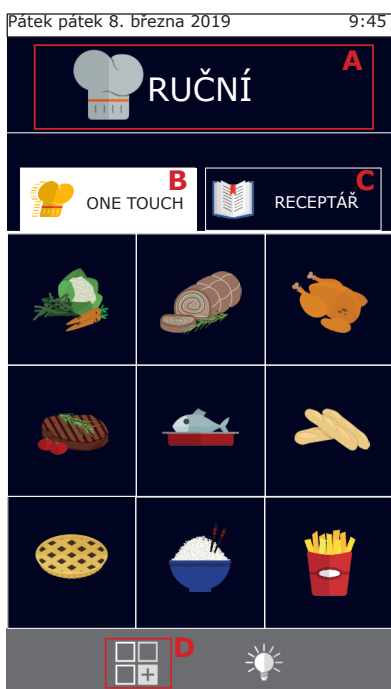 Pátek pátek 8. března 2019 9:45
A
RUČNÍ
B
ONE TOUCH
C
RECEPTÁŘ
D